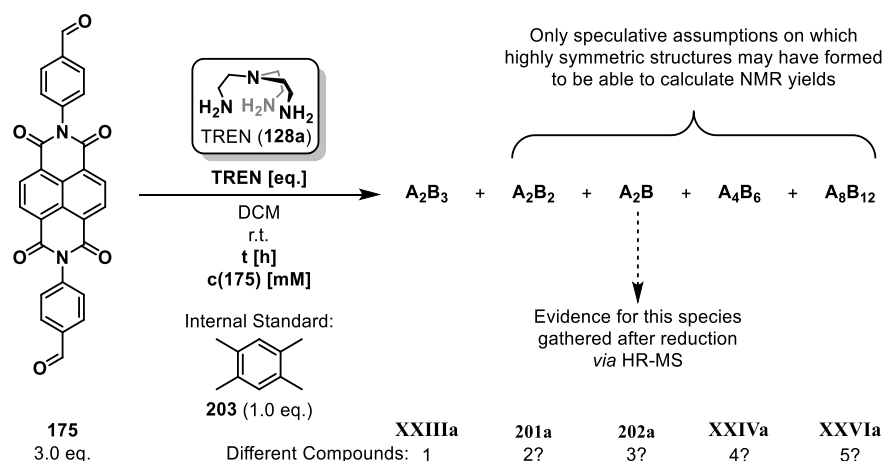 Only speculative assumptions on which
highly symmetric structures may have formed
to be able to calculate NMR yields
O
N
H2N
H2N
NH2
TREN (128a)
O
N
O
O
N
O
O
TREN [eq.]
DCM
r.t.
t [h]
c(175) [mM]
A2B3 + A2B2 + A2B + A4B6 + A8B12
Internal Standard:
203 (1.0 eq.)
Evidence for this species
gathered after reduction
via HR-MS
175
3.0 eq.
XXIIIa 201a 202a XXIVa XXVIa
Different Compounds: 1 2? 3? 4? 5?